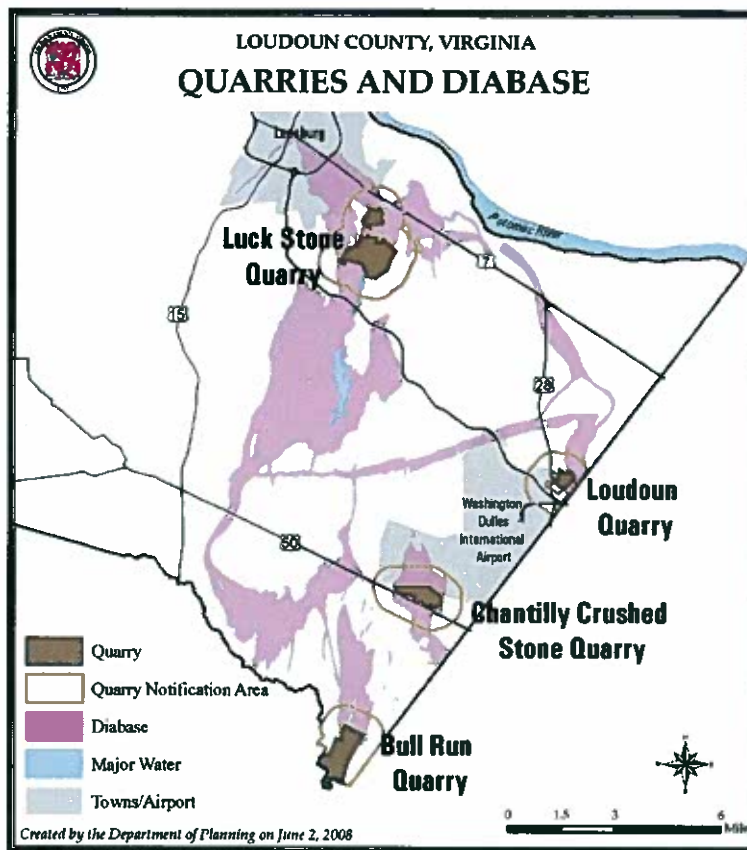 LOUDOUN COUNTY, VIRGINIA
QUARRIES AND DIABASE
Leesburg
Potomac River
Luck Stone
Quarry
7
15
28
Loudoun
Quarry
Washington
Dulles
International
Airport
50
Chantilly Crushed
Stone Quarry
Bull Run
Quarry
Quarry
Quarry Notification Area
Diabase
Major Water
Towns/Airport
0 1.5 3 6
Miles
Created by the Department of Planning on June 2, 2008